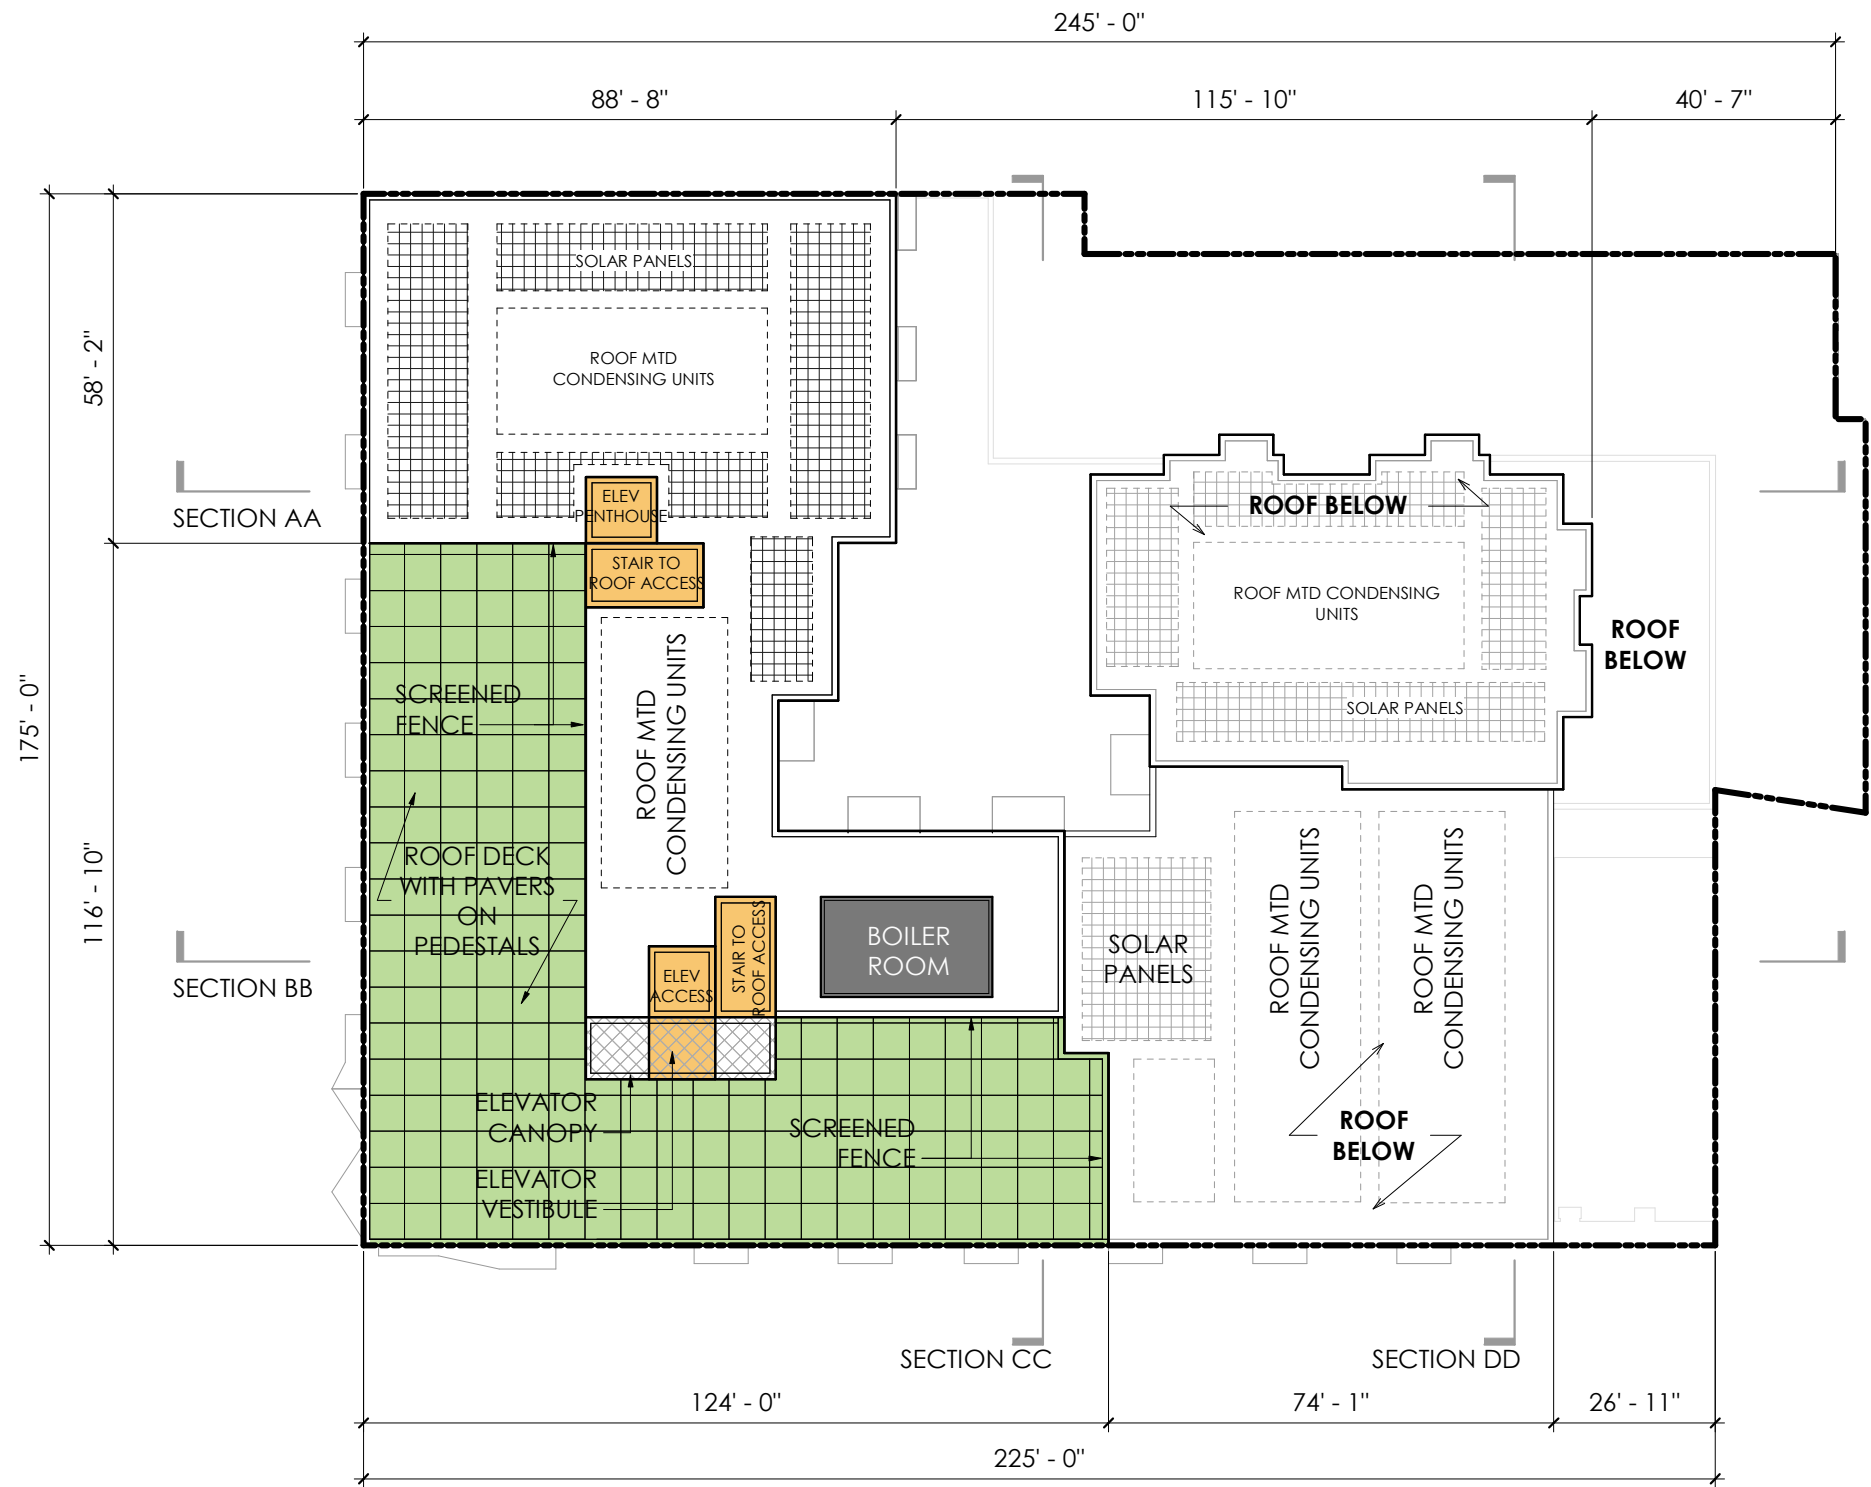 245' - 0"
88' - 8"
115' - 10"
40' - 7"
175' - 0"
58' - 2"
116' - 10"
SOLAR PANELS
ROOF MTD
CONDENSING UNITS
ELEV
PENTHOUSE
STAIR TO
ROOF ACCESS
SECTION AA
SCREENED
FENCE
ROOF MTD
CONDENSING UNITS
ROOF BELOW
ROOF MTD CONDENSING
UNITS
ROOF
BELOW
SOLAR PANELS
ROOF DECK
WITH PAVERS
ON
PEDESTALS
SECTION BB
ELEV
ACCESS
STAIR TO
ROOF ACCESS
BOILER
ROOM
SOLAR
PANELS
ROOF MTD
CONDENSING UNITS
ROOF MTD
CONDENSING UNITS
ELEVATOR
CANOPY
ELEVATOR
VESTIBULE
SCREENED
FENCE
ROOF
BELOW
SECTION CC
SECTION DD
124' - 0"
74' - 1"
26' - 11"
225' - 0"